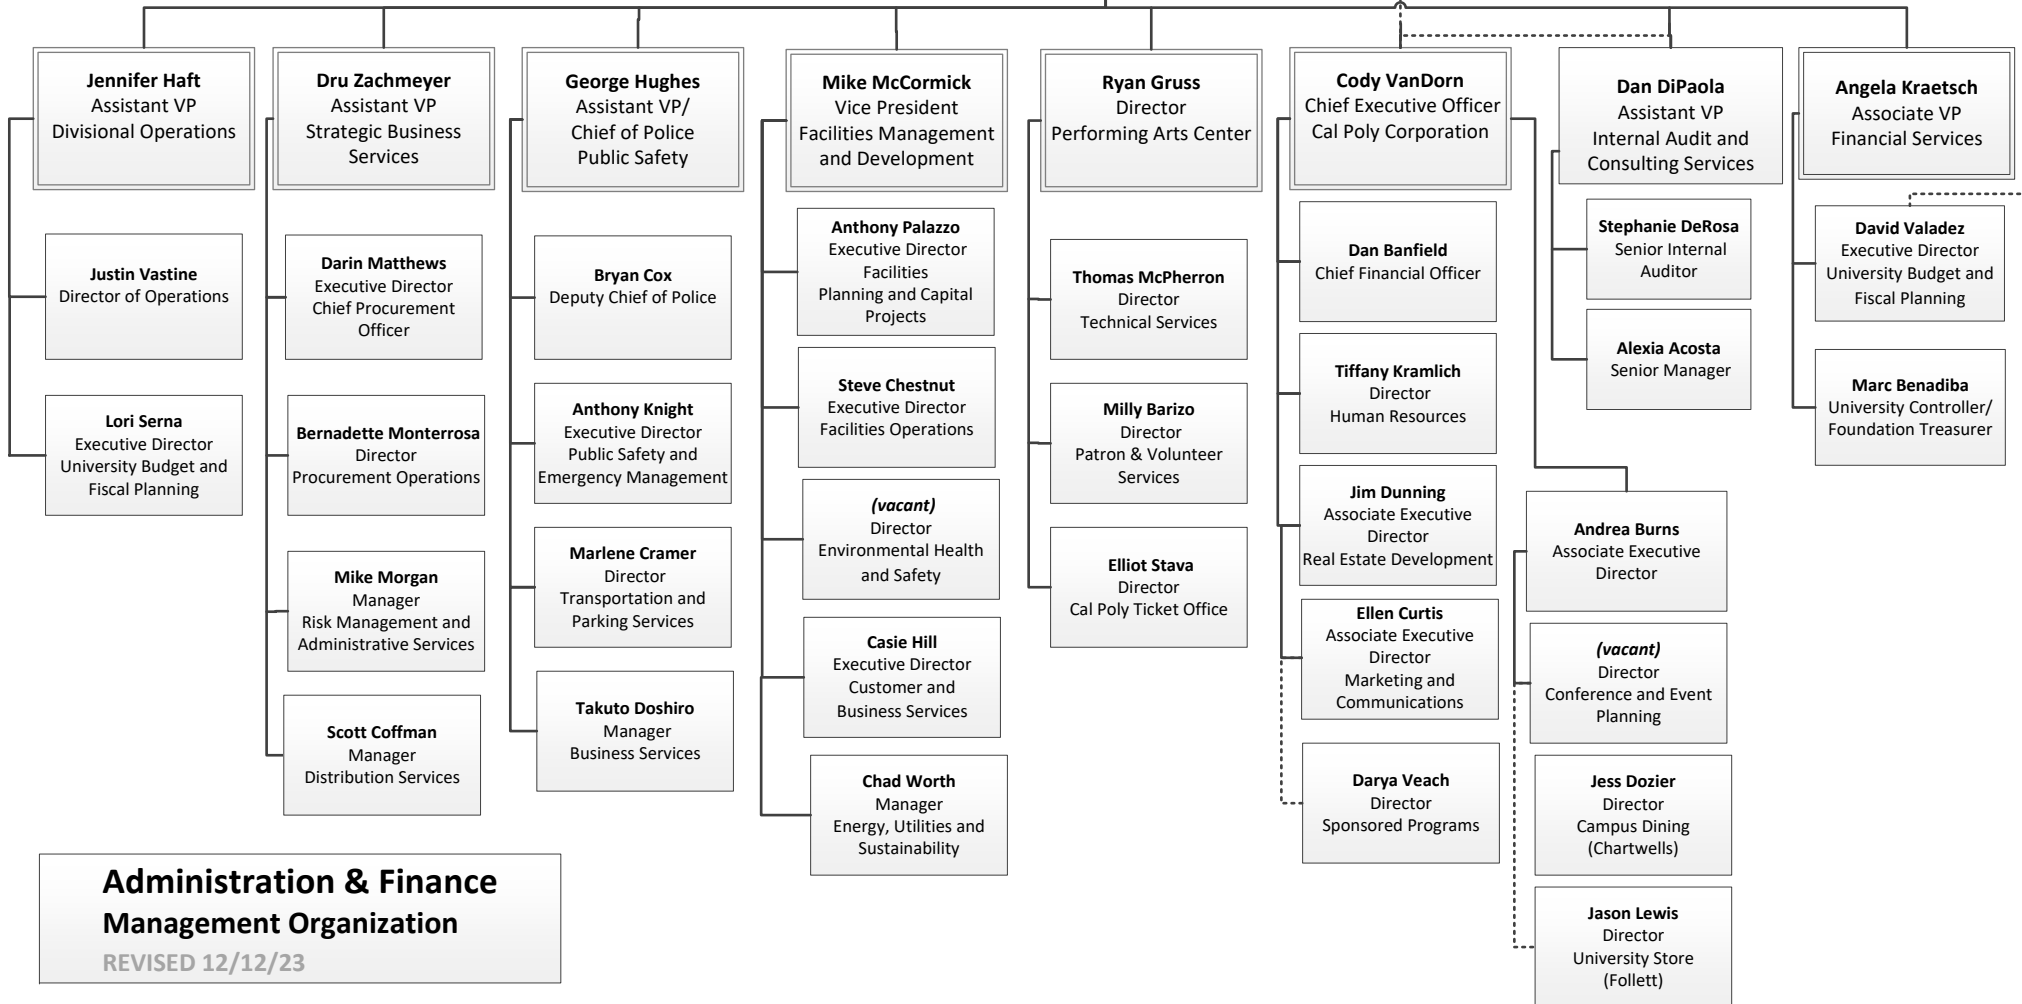 Jennifer Haft
Assistant VP
Divisional Operations
Justin Vastine
Director of Operations
Lori Serna
Executive Director
University Budget and
Fiscal Planning
Dru Zachmeyer
Assistant VP
Strategic Business
Services
Darin Matthews
Executive Director
Chief Procurement
Officer
Bernadette Monterrosa
Director
Procurement Operations
Mike Morgan
Manager
Risk Management and
Administrative Services
Scott Coffman
Manager
Distribution Services
George Hughes
Assistant VP/
Chief of Police
Public Safety
Bryan Cox
Deputy Chief of Police
Anthony Knight
Executive Director
Public Safety and
Emergency Management
Marlene Cramer
Director
Transportation and
Parking Services
Takuto Doshiro
Manager
Business Services
Mike McCormick
Vice President
Facilities Management
and Development
Anthony Palazzo
Executive Director
Facilities
Planning and Capital
Projects
Steve Chestnut
Executive Director
Facilities Operations
(vacant)
Director
Environmental Health
and Safety
Casie Hill
Executive Director
Customer and
Business Services
Chad Worth
Manager
Energy, Utilities and
Sustainability
Ryan Gruss
Director
Performing Arts Center
Thomas McPherron
Director
Technical Services
Milly Barizo
Director
Patron & Volunteer
Services
Elliot Stava
Director
Cal Poly Ticket Office
Cody VanDorn
Chief Executive Officer
Cal Poly Corporation
Dan Banfield
Chief Financial Officer
Tiffany Kramlich
Director
Human Resources
Jim Dunning
Associate Executive
Director
Real Estate Development
Ellen Curtis
Associate Executive
Director
Marketing and
Communications
Darya Veach
Director
Sponsored Programs
Andrea Burns
Associate Executive
Director
(vacant)
Director
Conference and Event
Planning
Jess Dozier
Director
Campus Dining
(Chartwells)
Jason Lewis
Director
University Store
(Follett)
Dan DiPaola
Assistant VP
Internal Audit and
Consulting Services
Stephanie DeRosa
Senior Internal
Auditor
Alexia Acosta
Senior Manager
Angela Kraetsch
Associate VP
Financial Services
David Valadez
Executive Director
University Budget and
Fiscal Planning
Marc Benadiba
University Controller/
Foundation Treasurer
Administration & Finance
Management Organization
REVISED 12/12/23